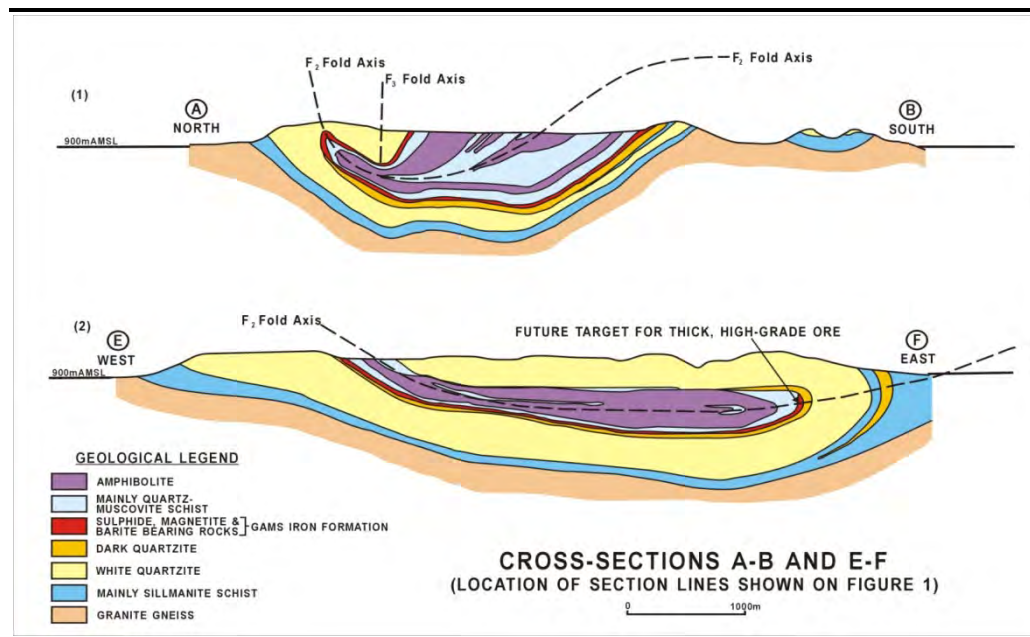 F₂ Fold Axis
F₃ Fold Axis
F₂ Fold Axis
(1)
A
NORTH
B
SOUTH
900mAMSL
(2)
E
WEST
F₂ Fold Axis
FUTURE TARGET FOR THICK, HIGH-GRADE ORE
F
EAST
900mAMSL
GEOLOGICAL LEGEND
AMPHIBOLITE
MAINLY QUARTZ-
MUSCOVITE SCHIST
SULPHIDE, MAGNETITE &
BARITE BEARING ROCKS
GAMS IRON FORMATION
DARK QUARTZITE
WHITE QUARTZITE
MAINLY SILLMANITE SCHIST
GRANITE GNEISS
CROSS-SECTIONS A-B AND E-F
(LOCATION OF SECTION LINES SHOWN ON FIGURE 1)
0 1000m